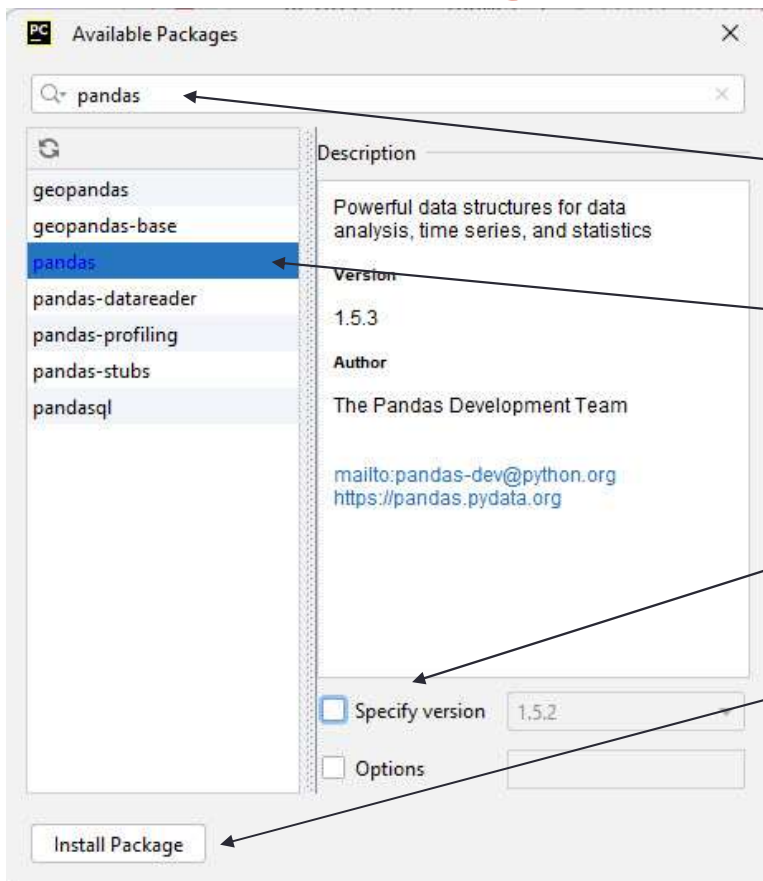 PC Available Packages
pandas
Description
geopandas
geopandas-base
pandas
pandas-datareader
pandas-profiling
pandas-stubs
pandasql
Powerful data structures for data
analysis, time series, and statistics
Version
1.5.3
Author
The Pandas Development Team
mailto:pandas-dev@python.org
https://pandas.pydata.org
Specify version 1.5.2
Options
Install Package